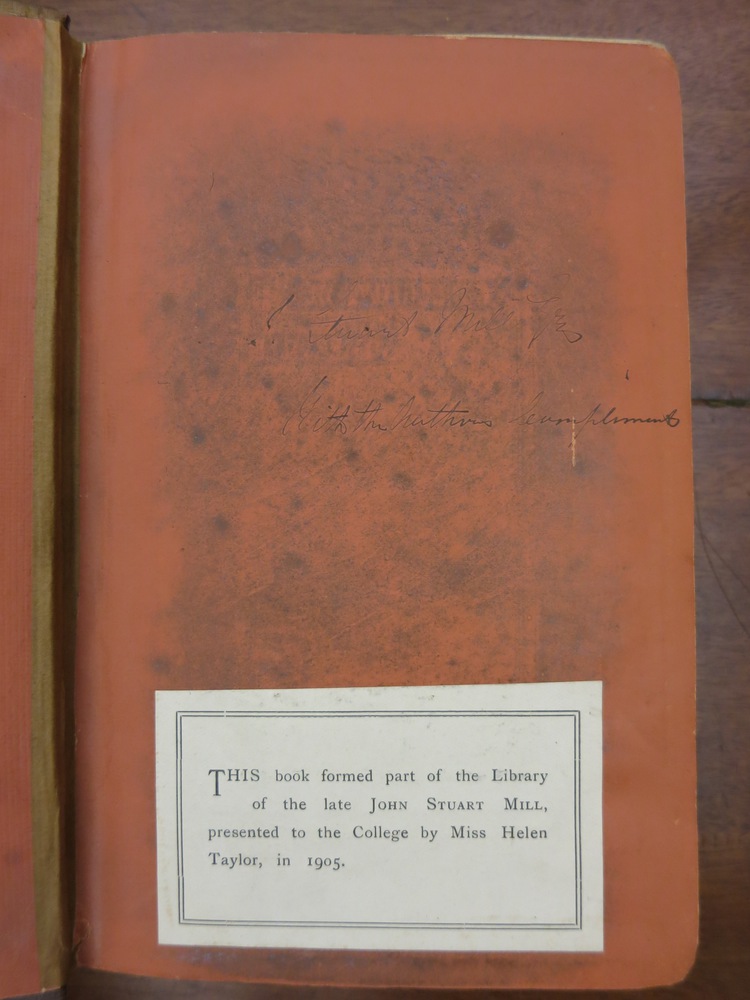 J. Stuart Mill Esq
With the Authors Compliments
THIS book formed part of the Library
of the late JOHN STUART MILL,
presented to the College by Miss Helen
Taylor, in 1905.